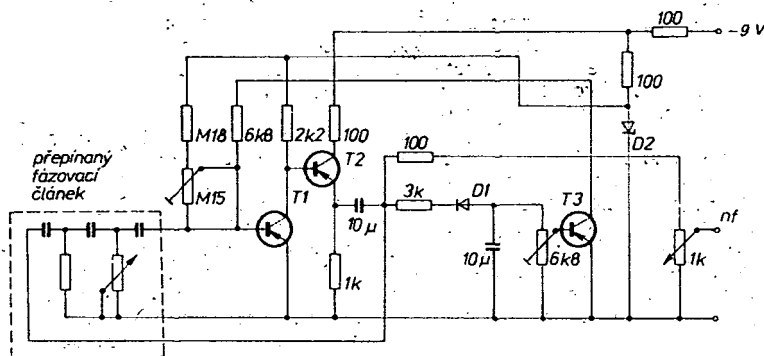 100
-9 V
100
M18
6k8
2k2
100
T2
100
D2
přepínaný
fázovací
článek
M15
T1
3k
D1
T3
nf
10 µ
10 µ
6k8
1k
1k